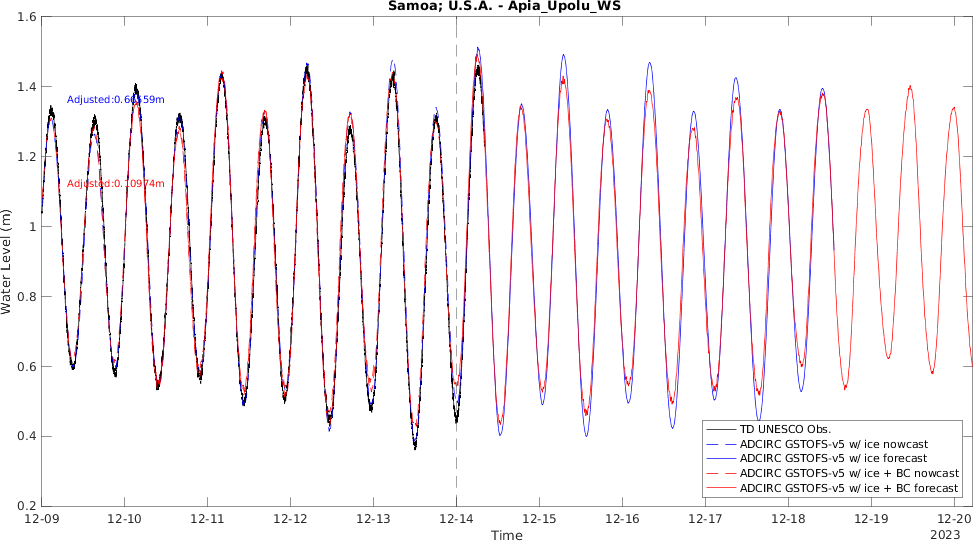 Samoa; U.S.A. - Apia_Upolu_WS
Water Level (m)
1.6
1.4
1.2
1
0.8
0.6
0.4
0.2
Adjusted:0.10974m
TD UNESCO Obs.
ADCIRC GSTOFS-v5 w/ ice nowcast
ADCIRC GSTOFS-v5 w/ ice forecast
ADCIRC GSTOFS-v5 w/ ice + BC nowcast
ADCIRC GSTOFS-v5 w/ ice + BC forecast
12-09 12-10 12-11 12-12 12-13 12-14 12-15 12-16 12-17 12-18 12-19 12-20
Time
2023